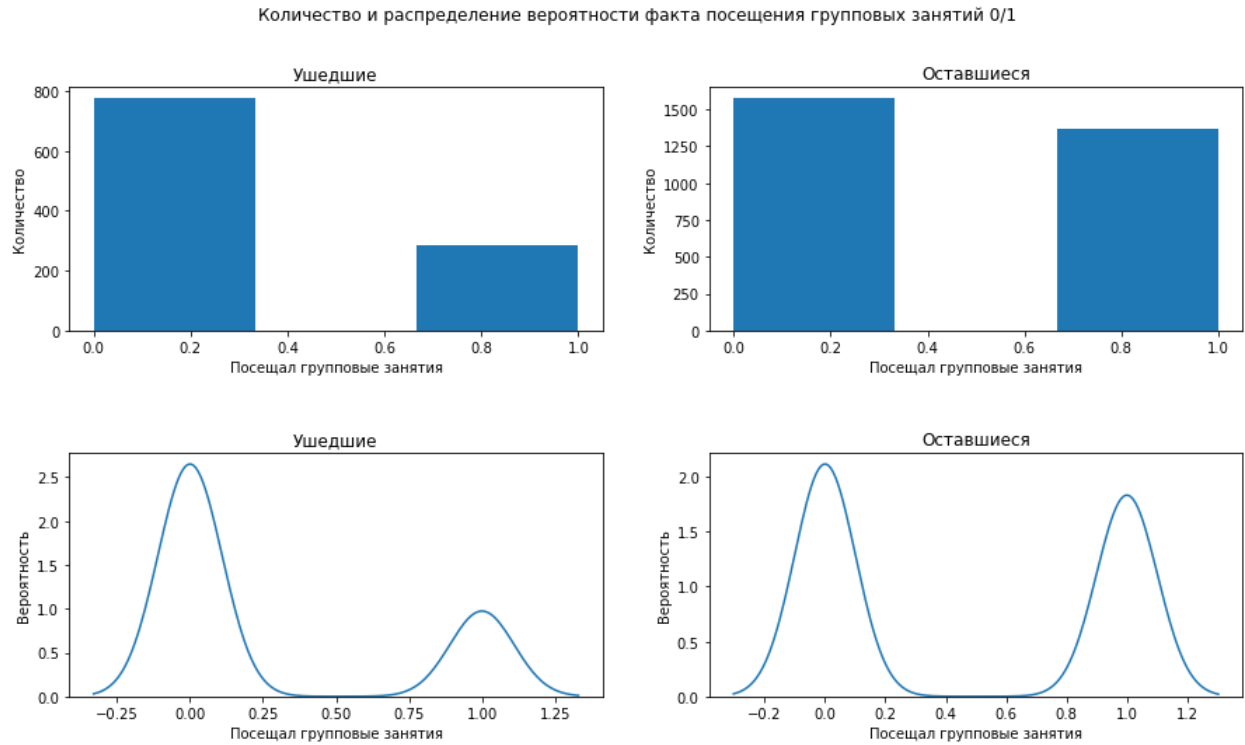 Количество и распределение вероятности факта посещения групповых занятий 0/1
Ушедшие
800
600
400
200
0
Количество
0.0 0.2 0.4 0.6 0.8 1.0
Посещал групповые занятия
Оставшиеся
1500
1250
1000
750
500
250
0
Количество
0.0 0.2 0.4 0.6 0.8 1.0
Посещал групповые занятия
Ушедшие
2.5
2.0
1.5
1.0
0.5
0.0
Вероятность
−0.25 0.00 0.25 0.50 0.75 1.00 1.25
Посещал групповые занятия
Оставшиеся
2.0
1.5
1.0
0.5
0.0
Вероятность
−0.2 0.0 0.2 0.4 0.6 0.8 1.0 1.2
Посещал групповые занятия